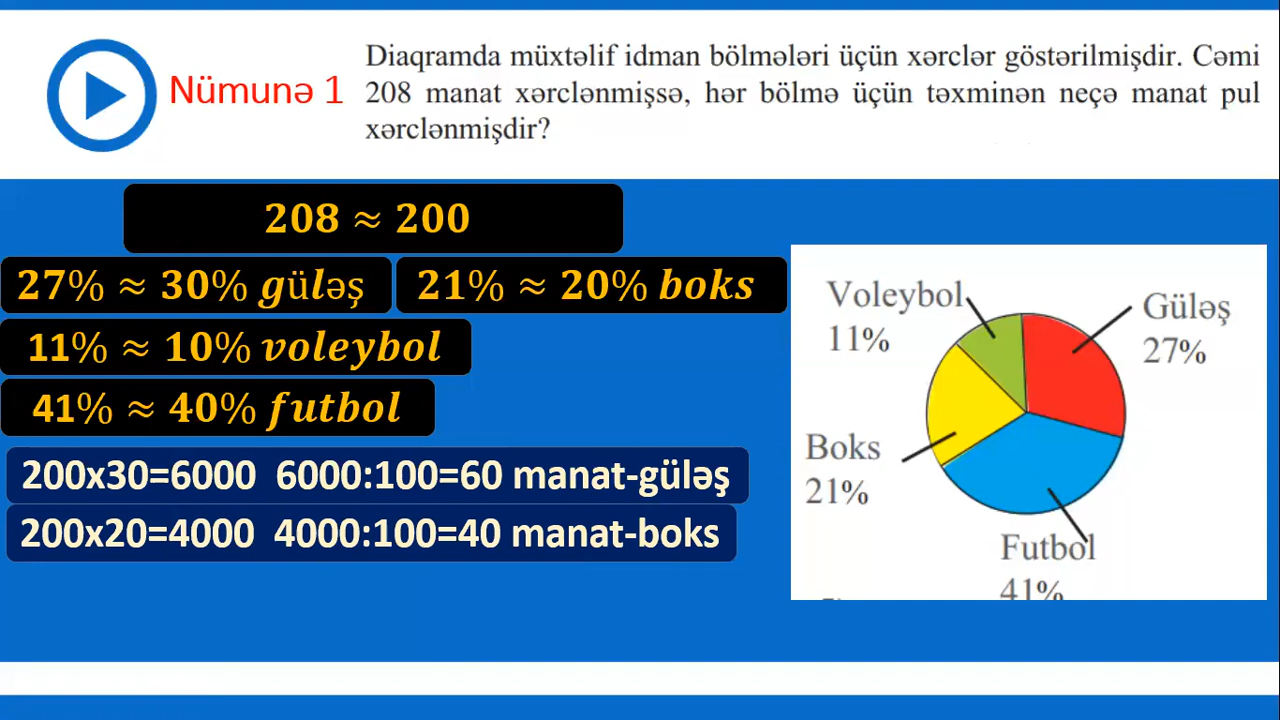 Nümunə 1
Diaqramda müxtəlif idman bölmələri üçün xərclər göstərilmişdir. Cəmi
208 manat xərclənmişsə, hər bölmə üçün təxminən neçə manat pul
xərclənmişdir?
208 ≈ 200
27% ≈ 30% güləş
21% ≈ 20% boks
11% ≈ 10% voleybol
41% ≈ 40% futbol
200x30=6000 6000:100=60 manat-güləş
200x20=4000 4000:100=40 manat-boks
Voleybol
11%
Güləş
27%
Boks
21%
Futbol
41%